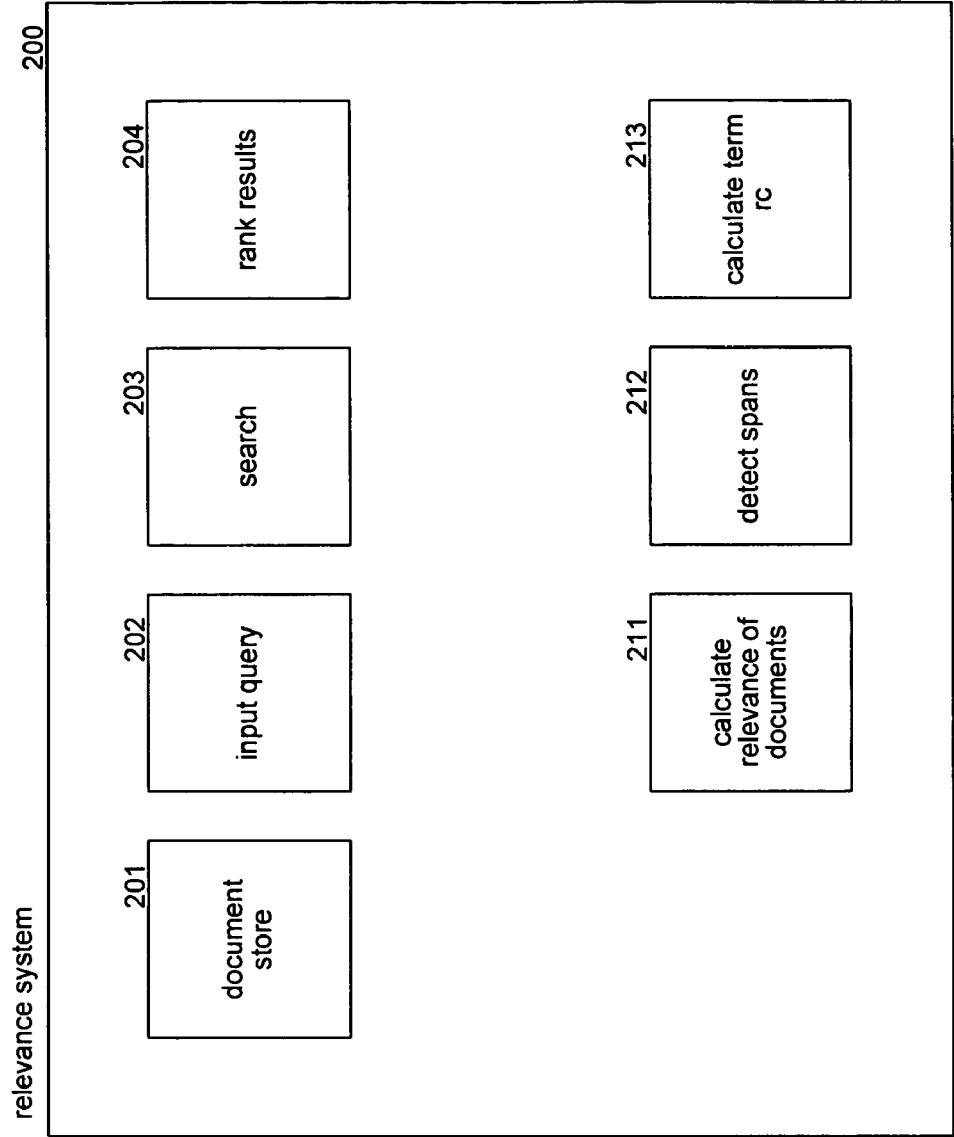 relevance system
200
201
document
store
202
input query
203
search
204
rank results
211
calculate
relevance of
documents
212
detect spans
213
calculate term
rc